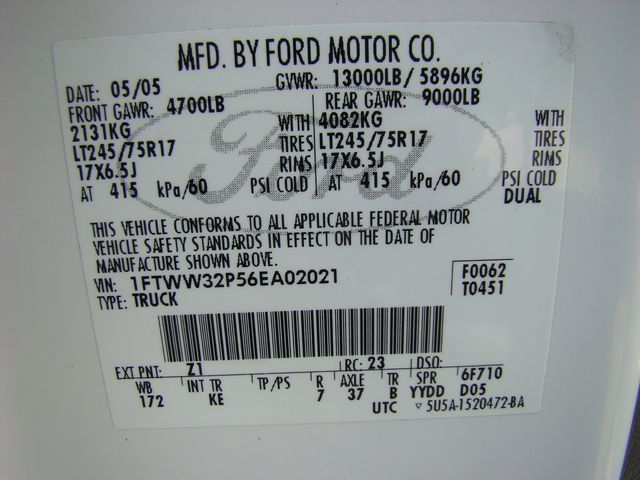 MFD. BY FORD MOTOR CO.
DATE: 05/05 GVWR: 13000LB/ 5896KG
FRONT GAWR: 4700LB REAR GAWR: 9000LB
2131KG WITH 4082KG WITH
LT245/75R17 TIRES LT245/75R17 TIRES
17X6.5J RIMS 17X6.5J RIMS
AT 415 kPa/60 PSI COLD AT 415 kPa/60 PSI COLD
DUAL
Ford
THIS VEHICLE CONFORMS TO ALL APPLICABLE FEDERAL MOTOR
VEHICLE SAFETY STANDARDS IN EFFECT ON THE DATE OF
MANUFACTURE SHOWN ABOVE.
VIN: 1FTWW32P56EA02021 F0062
TYPE: TRUCK T0451
EXT PNT: Z1 RC: 23 DSO:
WB INT TR TP/PS R AXLE TR SPR 6F710
172 KE 7 37 B YYDD D05
UTC ▽ 5U5A-1520472-BA